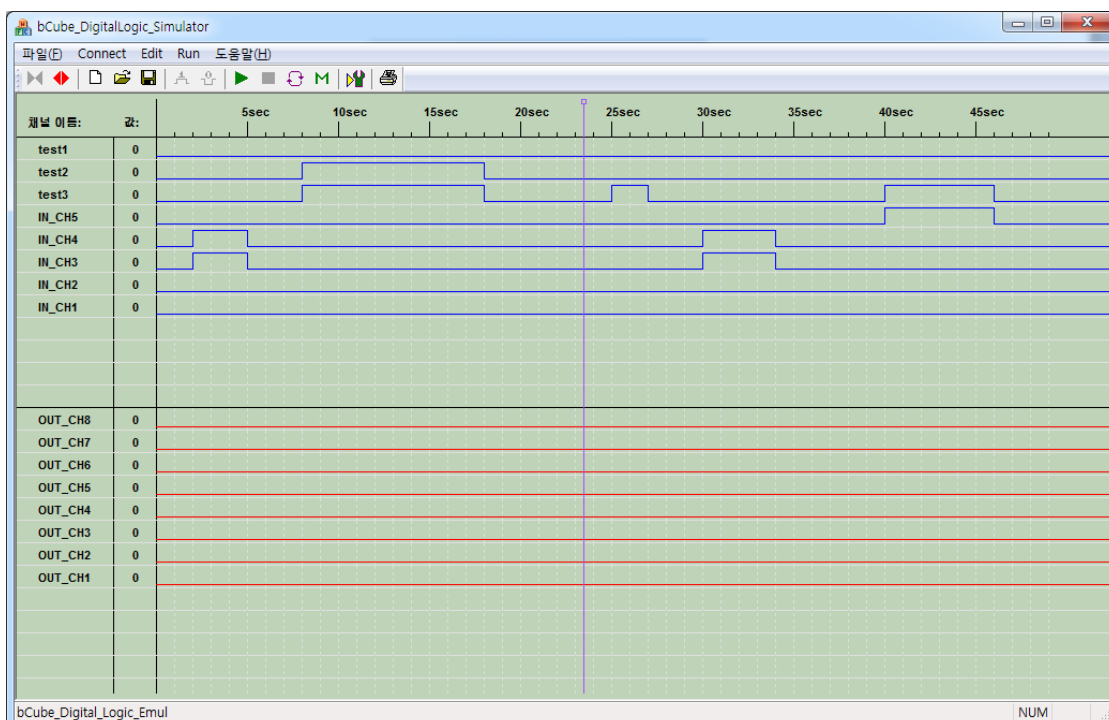 bCube_DigitalLogic_Simulator
파일(F) Connect Edit Run 도움말(H)
M
5sec 10sec 15sec 20sec 25sec 30sec 35sec 40sec 45sec
채널 이름: 값:
test1 0
test2 0
test3 0
IN_CH5 0
IN_CH4 0
IN_CH3 0
IN_CH2 0
IN_CH1 0
OUT_CH8 0
OUT_CH7 0
OUT_CH6 0
OUT_CH5 0
OUT_CH4 0
OUT_CH3 0
OUT_CH2 0
OUT_CH1 0
bCube_Digital_Logic_Emul NUM